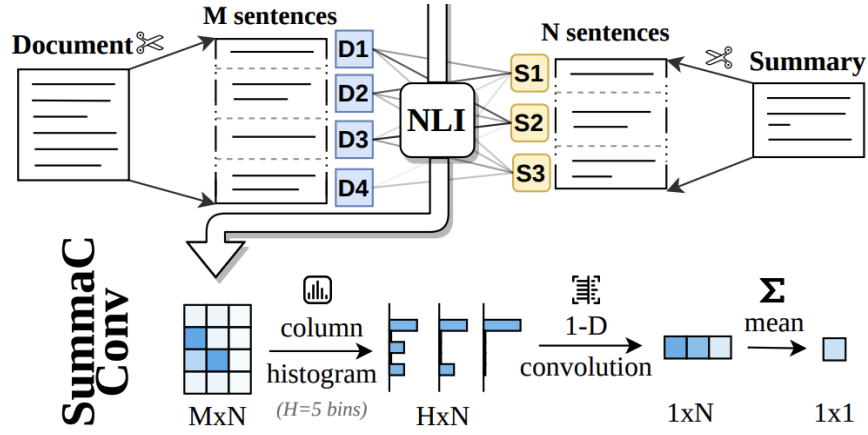 M sentences
N sentences
Document
Summary
D1
D2
D3
D4
NLI
S1
S2
S3
SummaC
Conv
column
histogram
(H=5 bins)
1-D
convolution
Σ
mean
MxN
HxN
1xN
1x1